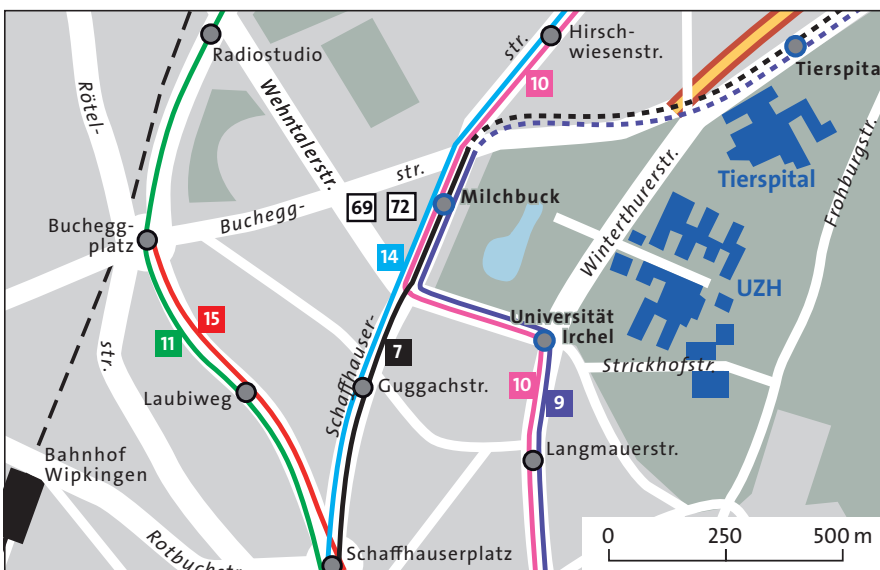 Radiostudio
Hirsch-
wiesenstr.
str.
10
Tierspital
Rötel-
Wehntalerstr.
str.
Buchegg-
69
72
Milchbuck
Winterthurerstr.
Tierspital
Frohburgstr.
Buchegg-
platz
14
UZH
15
11
Schaffhauser-
7
Universität
Irchel
Strickhofstr.
str.
Laubiweg
Guggachstr.
10
9
Langmauerstr.
Bahnhof
Wipkingen
Rotbuchstr.
Schaffhauserplatz
0 250 500 m